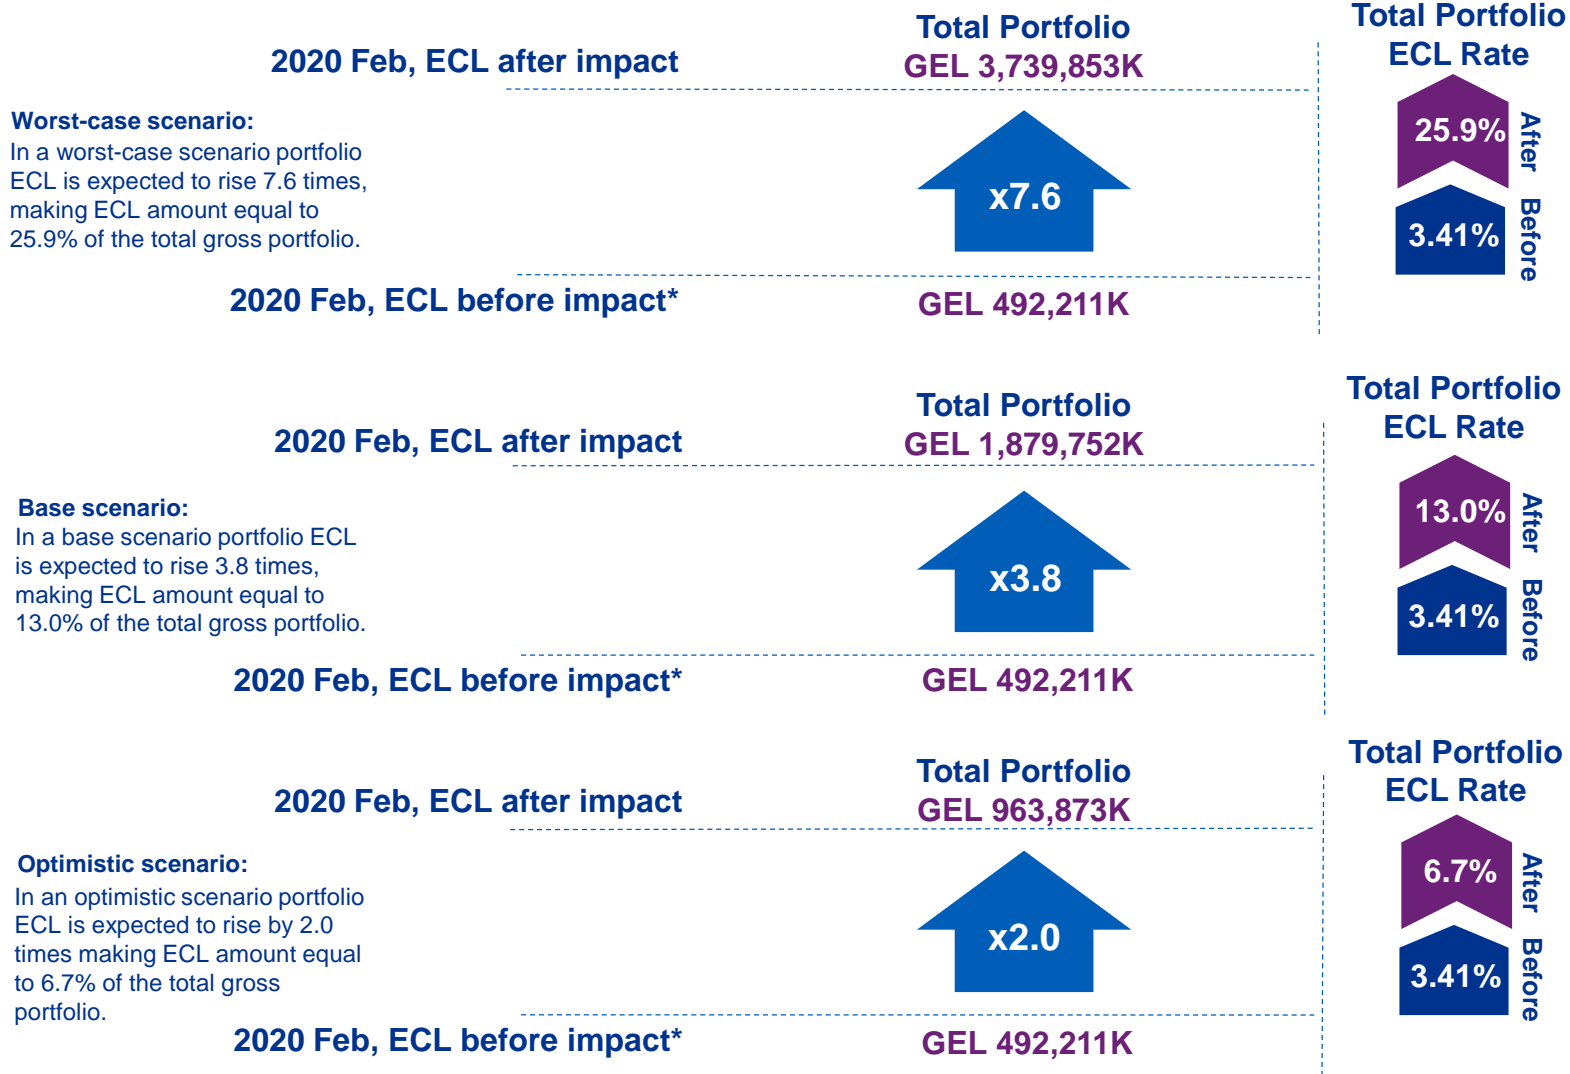 Total Portfolio
ECL Rate
Total Portfolio
GEL 3,739,853K
2020 Feb, ECL after impact
Worst-case scenario:
In a worst-case scenario portfolio
ECL is expected to rise 7.6 times,
making ECL amount equal to
25.9% of the total gross portfolio.
x7.6
25.9%
After
3.41%
Before
2020 Feb, ECL before impact*
GEL 492,211K
Total Portfolio
ECL Rate
Total Portfolio
GEL 1,879,752K
2020 Feb, ECL after impact
Base scenario:
In a base scenario portfolio ECL
is expected to rise 3.8 times,
making ECL amount equal to
13.0% of the total gross portfolio.
x3.8
13.0%
After
3.41%
Before
2020 Feb, ECL before impact*
GEL 492,211K
Total Portfolio
ECL Rate
Total Portfolio
GEL 963,873K
2020 Feb, ECL after impact
Optimistic scenario:
In an optimistic scenario portfolio
ECL is expected to rise by 2.0
times making ECL amount equal
to 6.7% of the total gross
portfolio.
x2.0
6.7%
After
3.41%
Before
2020 Feb, ECL before impact*
GEL 492,211K